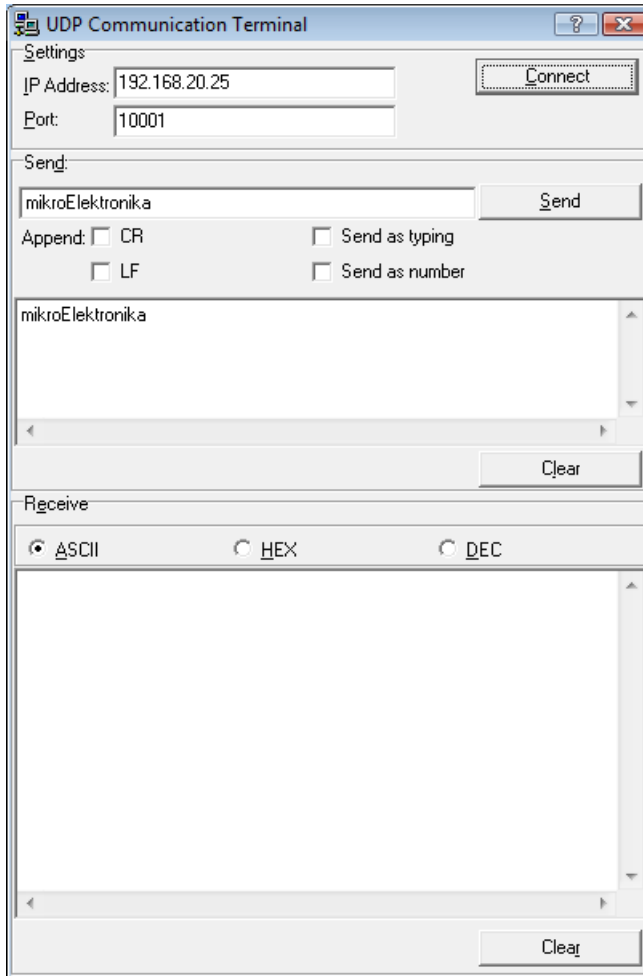 UDP Communication Terminal
Settings
IP Address: 192.168.20.25
Connect
Port: 10001
Send:
mikroElektronika
Send
Append: CR
Send as typing
LF
Send as number
mikroElektronika
Clear
Receive
ASCII HEX DEC
Clear